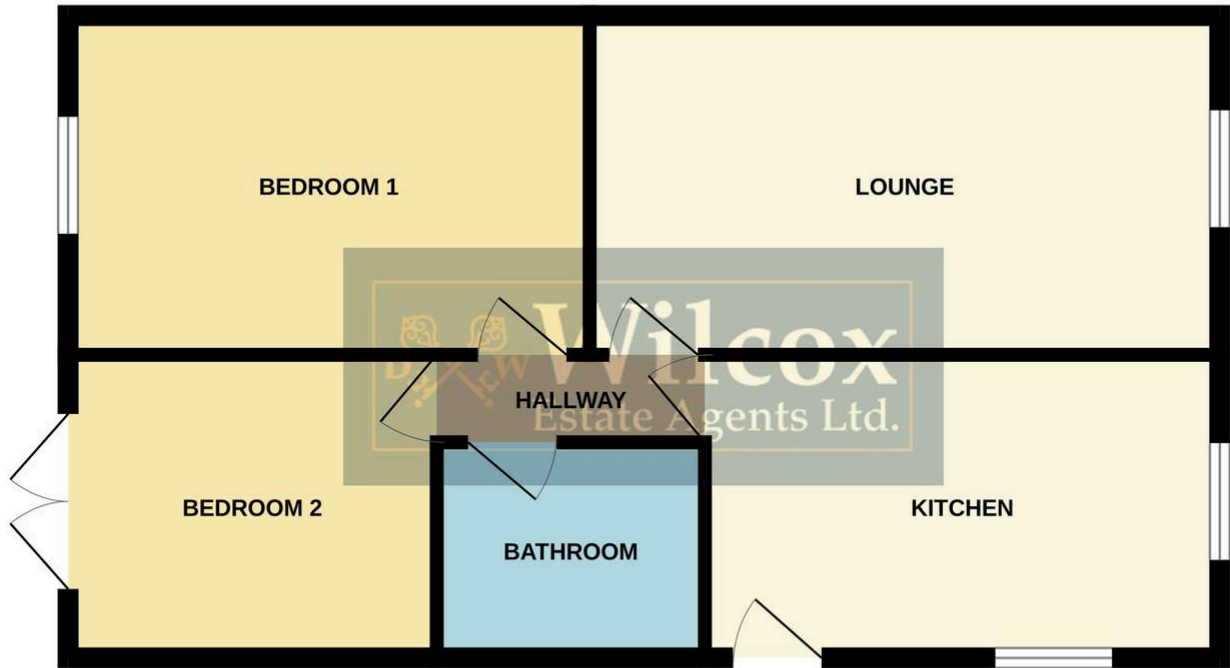 BEDROOM 1
LOUNGE
Wilcox
HALLWAY
Estate Agents Ltd.
BEDROOM 2
KITCHEN
BATHROOM